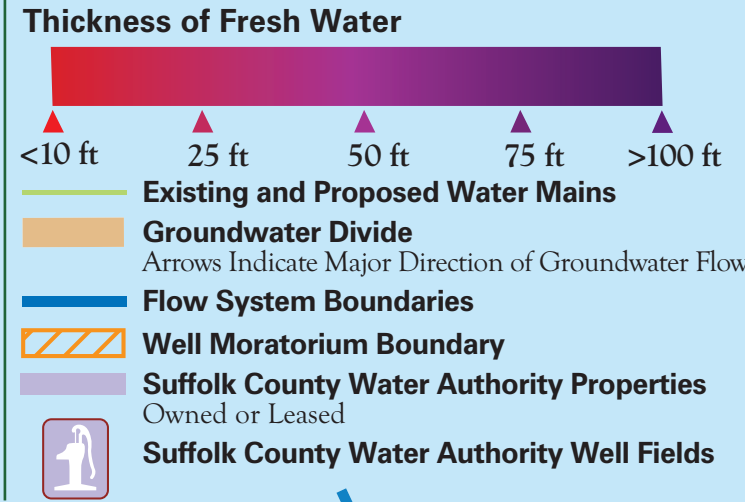 Thickness of Fresh Water
<10 ft 25 ft 50 ft 75 ft >100 ft
Existing and Proposed Water Mains
Groundwater Divide
Arrows Indicate Major Direction of Groundwater Flow
Flow System Boundaries
Well Moratorium Boundary
Suffolk County Water Authority Properties
Owned or Leased
Suffolk County Water Authority Well Fields